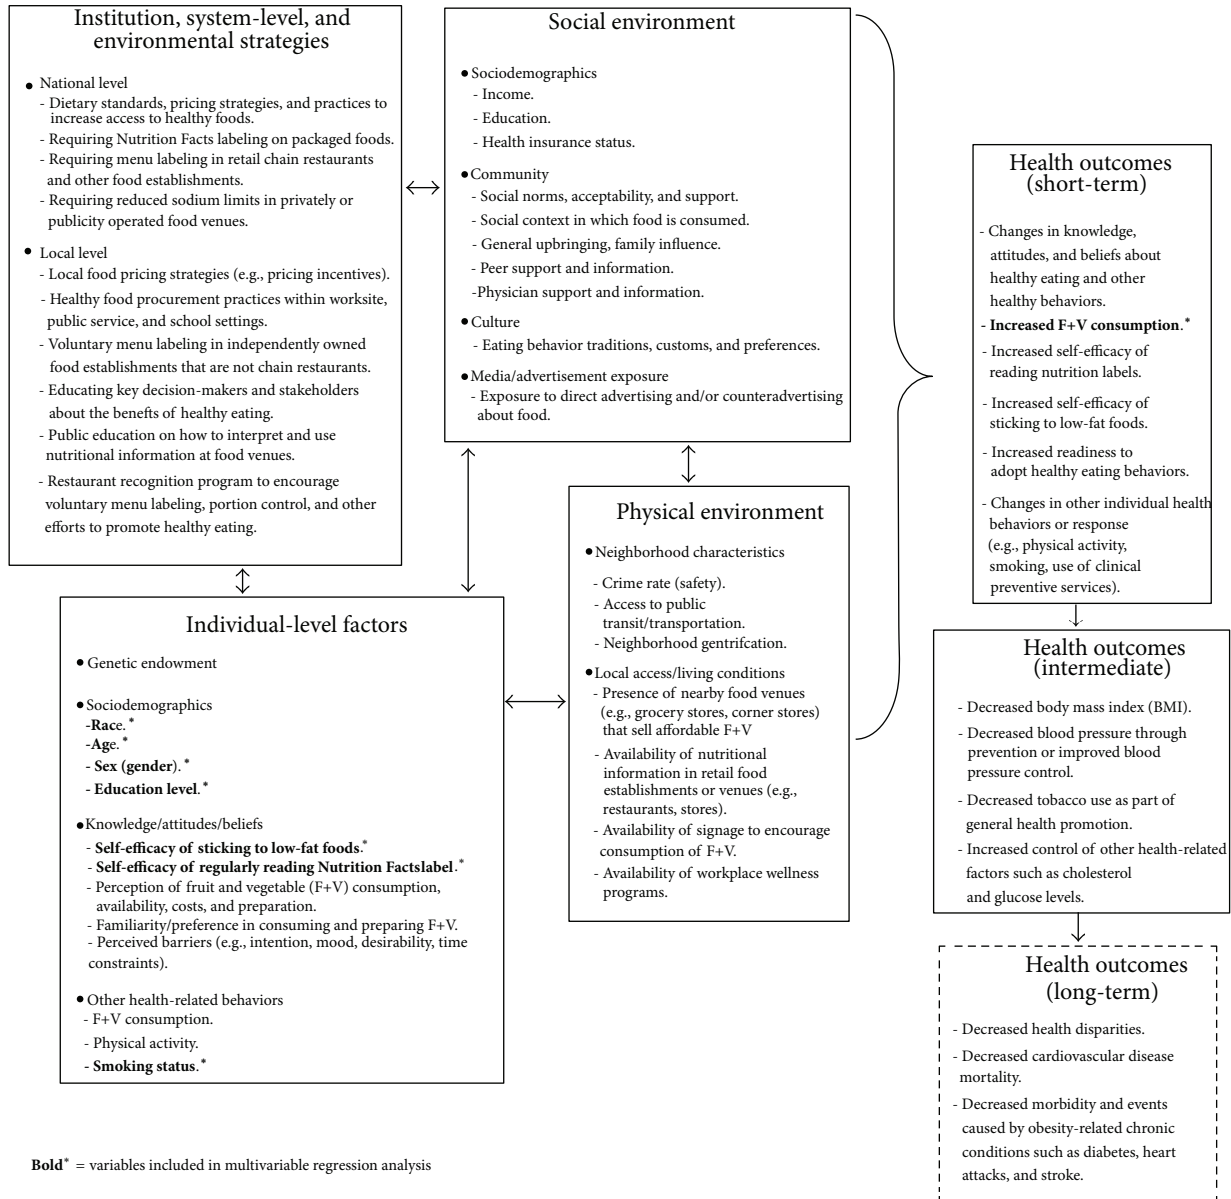 Institution, system-level, and
environmental strategies
• National level
- Dietary standards, pricing strategies, and practices to
increase access to healthy foods.
- Requiring Nutrition Facts labeling on packaged foods.
- Requiring menu labeling in retail chain restaurants
and other food establishments.
- Requiring reduced sodium limits in privately or
publicity operated food venues.
• Local level
- Local food pricing strategies (e.g., pricing incentives).
- Healthy food procurement practices within worksite,
public service, and school settings.
- Voluntary menu labeling in independently owned
food establishments that are not chain restaurants.
- Educating key decision-makers and stakeholders
about the benefits of healthy eating.
- Public education on how to interpret and use
nutritional information at food venues.
- Restaurant recognition program to encourage
voluntary menu labeling, portion control, and other
efforts to promote healthy eating.
Social environment
• Sociodemographics
- Income.
- Education.
- Health insurance status.
• Community
- Social norms, acceptability, and support.
- Social context in which food is consumed.
- General upbringing, family influence.
- Peer support and information.
-Physician support and information.
• Culture
- Eating behavior traditions, customs, and preferences.
• Media/advertisement exposure
- Exposure to direct advertising and/or counteradvertising
about food.
Individual-level factors
• Genetic endowment
• Sociodemographics
-Race.*
-Age.*
- Sex (gender).*
- Education level.*
• Knowledge/attitudes/beliefs
- Self-efficacy of sticking to low-fat foods.*
- Self-efficacy of regularly reading Nutrition Factslabel.*
- Perception of fruit and vegetable (F+V) consumption,
availability, costs, and preparation.
- Familiarity/preference in consuming and preparing F+V.
- Perceived barriers (e.g., intention, mood, desirability, time
constraints).
• Other health-related behaviors
- F+V consumption.
- Physical activity.
- Smoking status.*
Physical environment
• Neighborhood characteristics
- Crime rate (safety).
- Access to public
transit/transportation.
- Neighborhood gentrifcation.
• Local access/living conditions
- Presence of nearby food venues
(e.g., grocery stores, corner stores)
that sell affordable F+V
- Availability of nutritional
information in retail food
establishments or venues (e.g.,
restaurants, stores).
- Availability of signage to encourage
consumption of F+V.
- Availability of workplace wellness
programs.
Health outcomes
(short-term)
- Changes in knowledge,
attitudes, and beliefs about
healthy eating and other
healthy behaviors.
- Increased F+V consumption.*
- Increased self-efficacy of
reading nutrition labels.
- Increased self-efficacy of
sticking to low-fat foods.
- Increased readiness to
adopt healthy eating behaviors.
- Changes in other individual health
behaviors or response
(e.g., physical activity,
smoking, use of clinical
preventive services).
Health outcomes
(intermediate)
- Decreased body mass index (BMI).
- Decreased blood pressure through
prevention or improved blood
pressure control.
- Decreased tobacco use as part of
general health promotion.
- Increased control of other health-related
factors such as cholesterol
and glucose levels.
Health outcomes
(long-term)
- Decreased health disparities.
- Decreased cardiovascular disease
mortality.
- Decreased morbidity and events
caused by obesity-related chronic
conditions such as diabetes, heart
attacks, and stroke.
Bold* = variables included in multivariable regression analysis